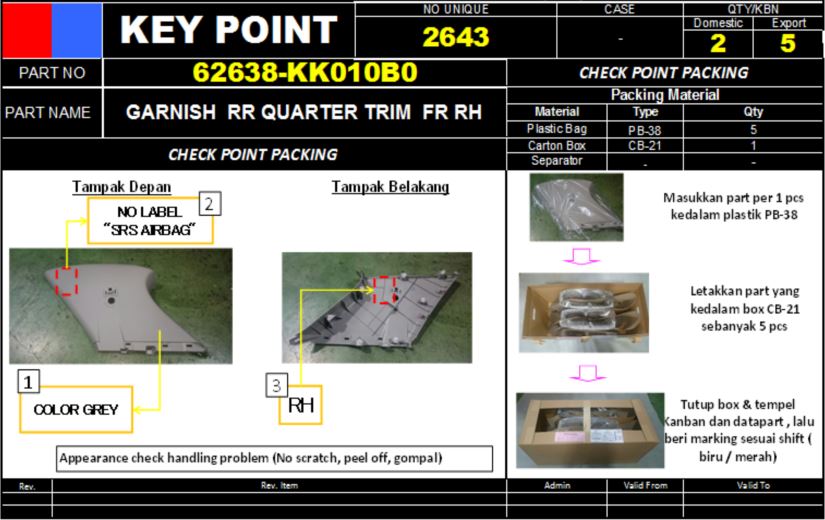 KEY POINT
NO UNIQUE
CASE
QTY/KBN
2643
-
Domestic
Export
2
5
PART NO
62638-KK010B0
CHECK POINT PACKING
PART NAME
GARNISH RR QUARTER TRIM FR RH
Packing Material
Material
Type
Qty
Plastic Bag
PB-38
5
Carton Box
CB-21
1
Separator
-
-
CHECK POINT PACKING
Tampak Depan
Tampak Belakang
2
NO LABEL
"SRS AIRBAG"
1
COLOR GREY
3
RH
Appearance check handling problem (No scratch, peel off, gompal)
Masukkan part per 1 pcs
kedalam plastik PB-38
Letakkan part yang
kedalam box CB-21
sebanyak 5 pcs
Tutup box & tempel
Kanban dan datapart , lalu
beri marking sesuai shift (
biru / merah)
Rev.
Rev. Item
Admin
Valid From
Valid To